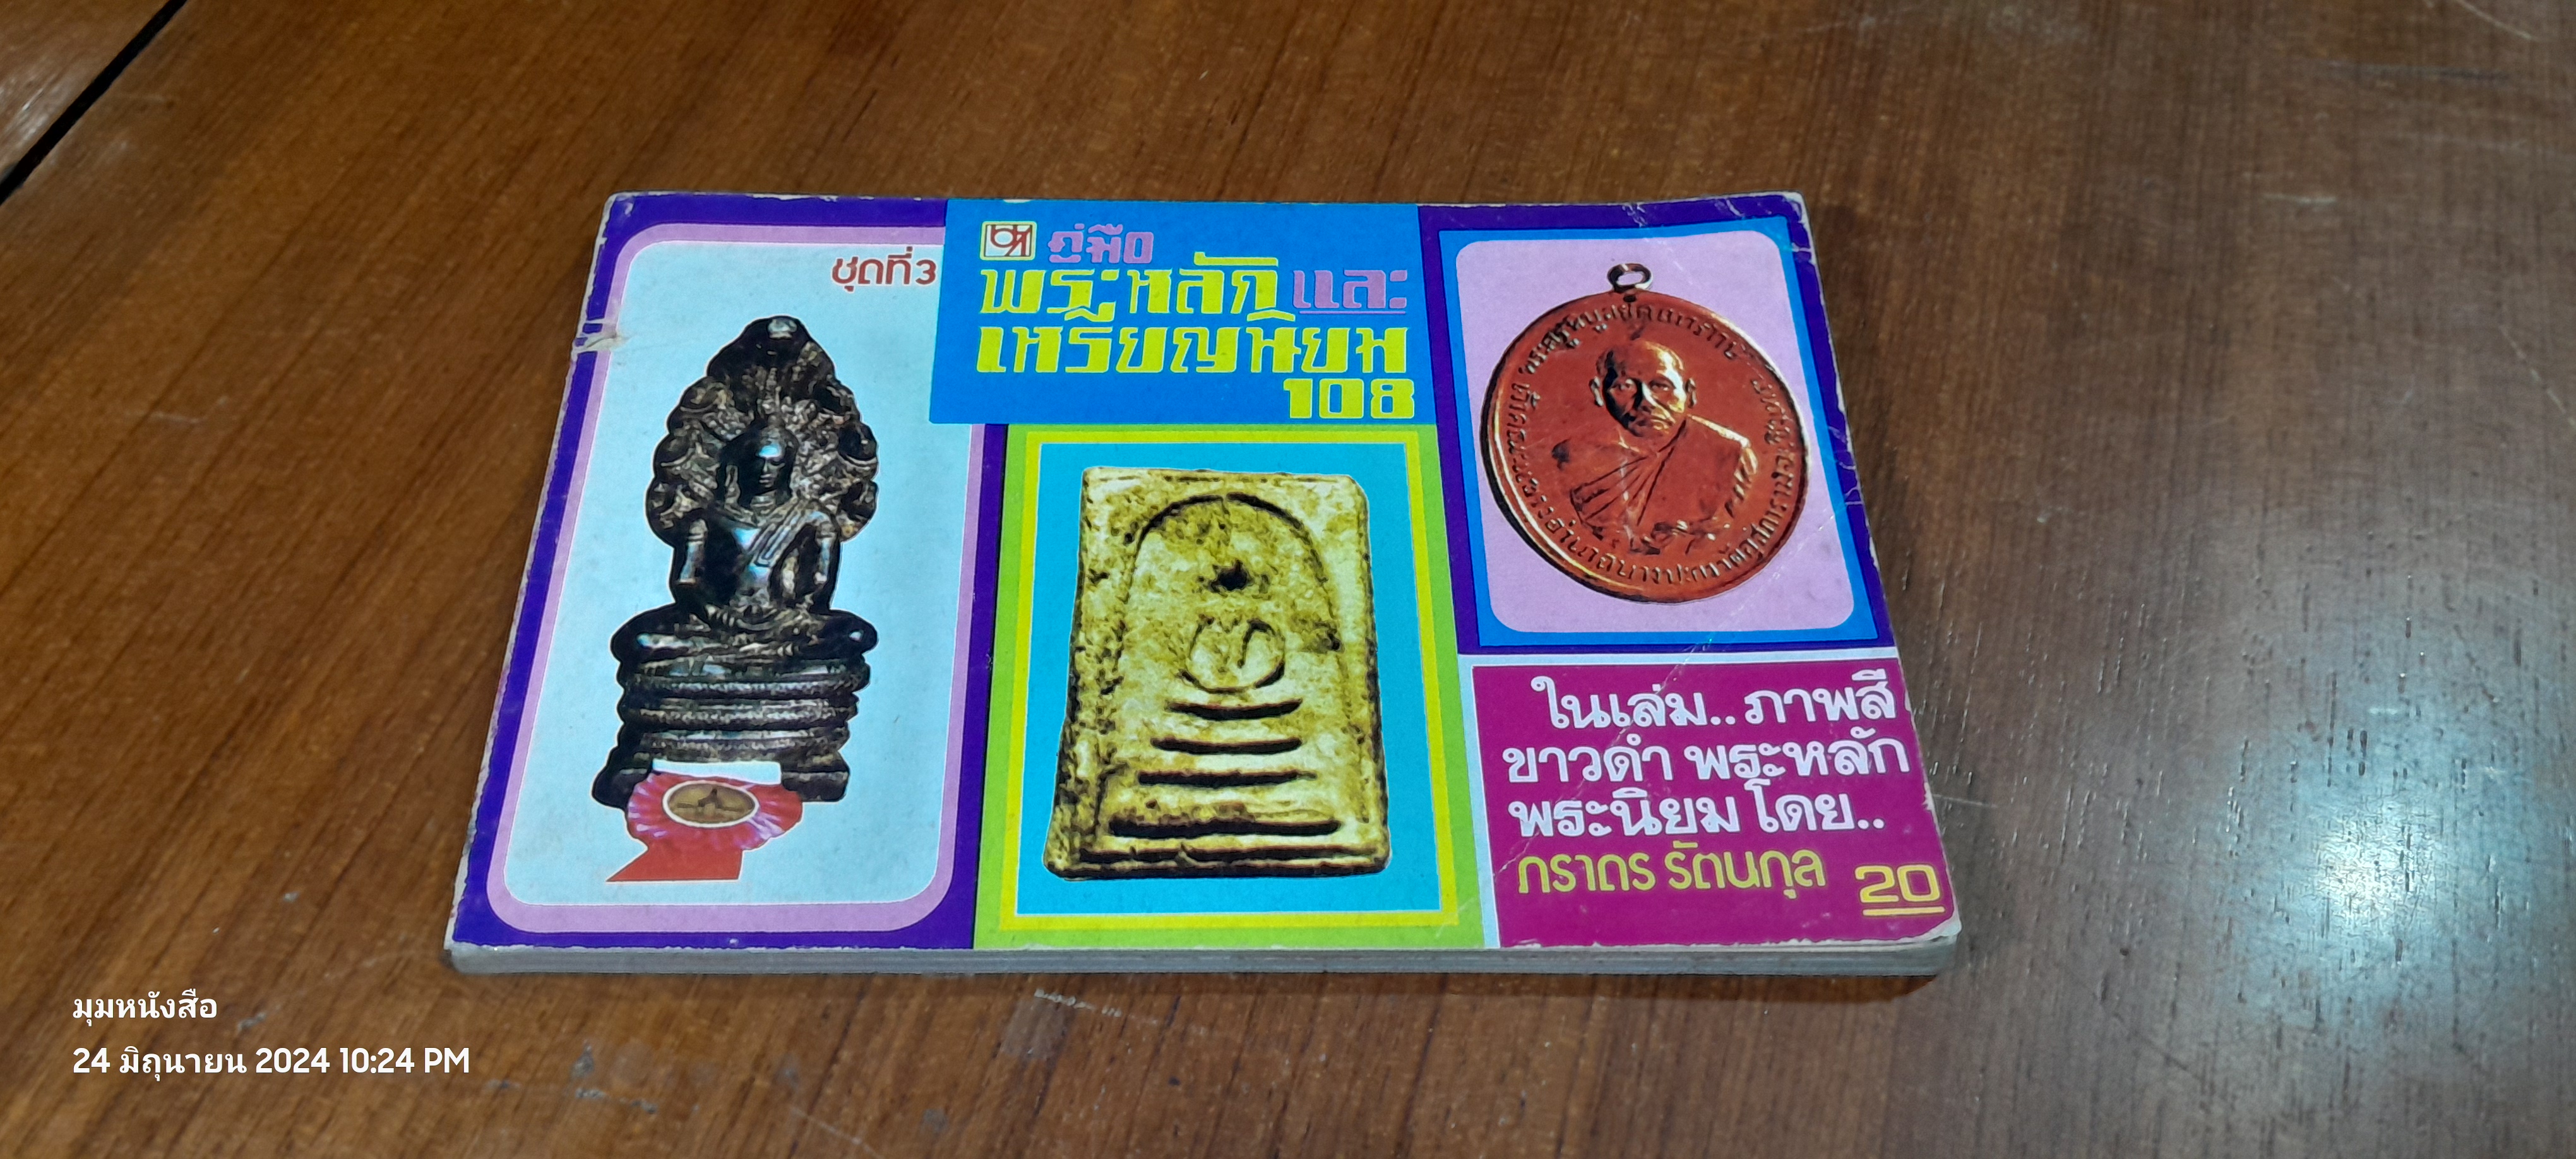 ชุดที่ 3
คู่มือ
พระหลักและ
เหรียญนิยม
108
ในเล่ม.. ภาพสี
ขาวดำ พระหลัก
พระนิยม โดย..
ภราดร รัตนกุล
20
มุมหนังสือ
24 มิถุนายน 2024 10:24 PM